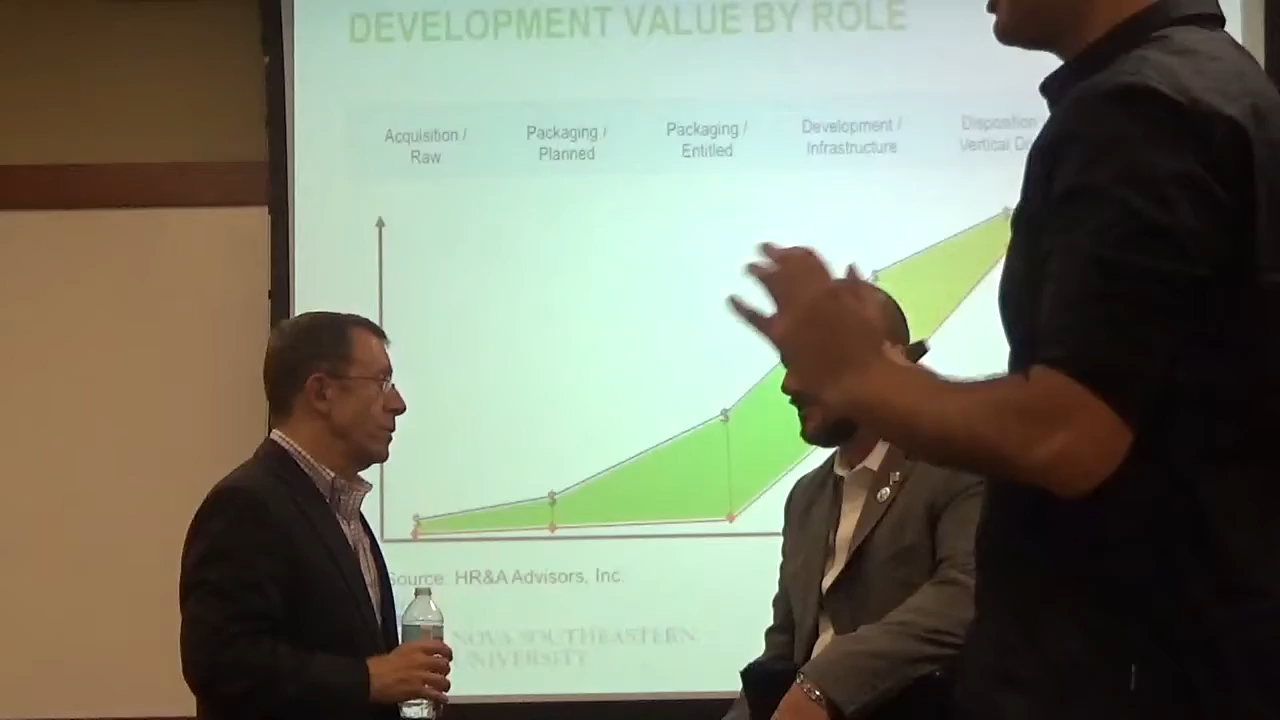 DEVELOPMENT VALUE BY ROLE
Acquisition /
Raw
Packaging /
Planned
Packaging /
Entitled
Development /
Infrastructure
Disposition
Vertical
Source: HR&A Advisors, Inc.
NOVA SOUTHEASTERN
UNIVERSITY